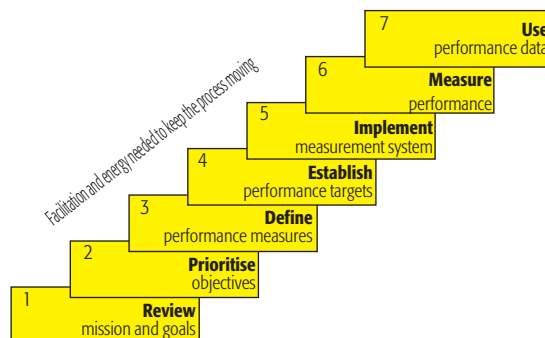 7
Use
performance data
6
Measure
performance
5
Implement
measurement system
4
Establish
performance targets
3
Define
performance measures
2
Prioritise
objectives
1
Review
mission and goals
Facilitation and energy needed to keep the process moving